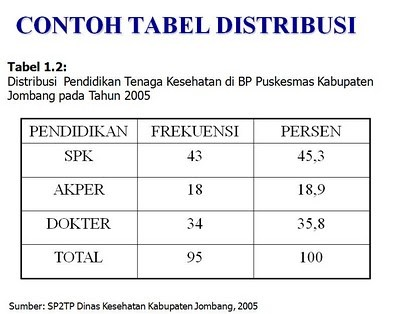 CONTOH TABEL DISTRIBUSI
Tabel 1.2:
Distribusi Pendidikan Tenaga Kesehatan di BP Puskesmas Kabupaten
Jombang pada Tahun 2005
PENDIDIKAN FREKUENSI PERSEN
SPK 43 45,3
AKPER 18 18,9
DOKTER 34 35,8
TOTAL 95 100
Sumber: SP2TP Dinas Kesehatan Kabupaten Jombang, 2005